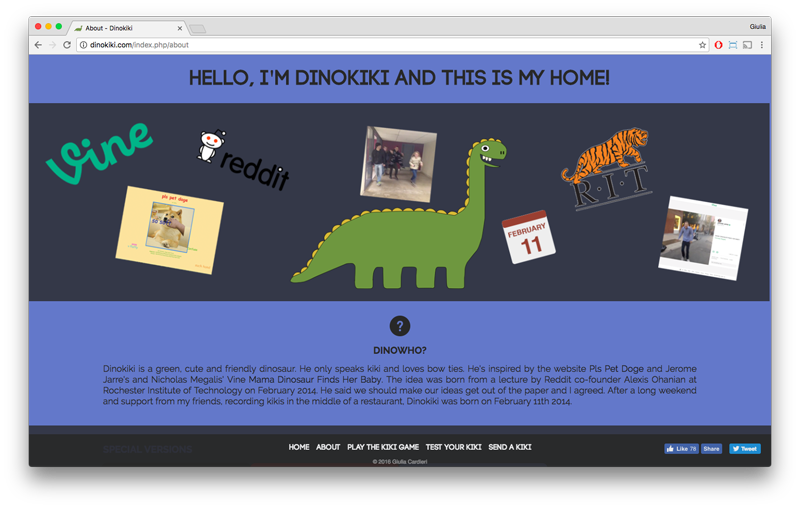 Giulia
About - Dinokiki
dinokiki.com/index.php/about
HELLO, I'M DINOKIKI AND THIS IS MY HOME!
Vine
reddit
pls pet doge
so
R·I·T
FEBRUARY
11
?
DINOWHO?
Dinokiki is a green, cute and friendly dinosaur. He only speaks kiki and loves bow ties. He's inspired by the website Pls Pet Doge and Jerome
Jarre's and Nicholas Megalis' Vine Mama Dinosaur Finds Her Baby. The idea was born from a lecture by Reddit co-founder Alexis Ohanian at
Rochester Institute of Technology on February 2014. He said we should make our ideas get out of the paper and I agreed. After a long weekend
and support from my friends, recording kikis in the middle of a restaurant, Dinokiki was born on February 11th 2014.
SPECIAL VERSIONS
HOME ABOUT PLAY THE KIKI GAME TEST YOUR KIKI SEND A KIKI
Like 76 Share Tweet
© 2016 Giulia Cardieri